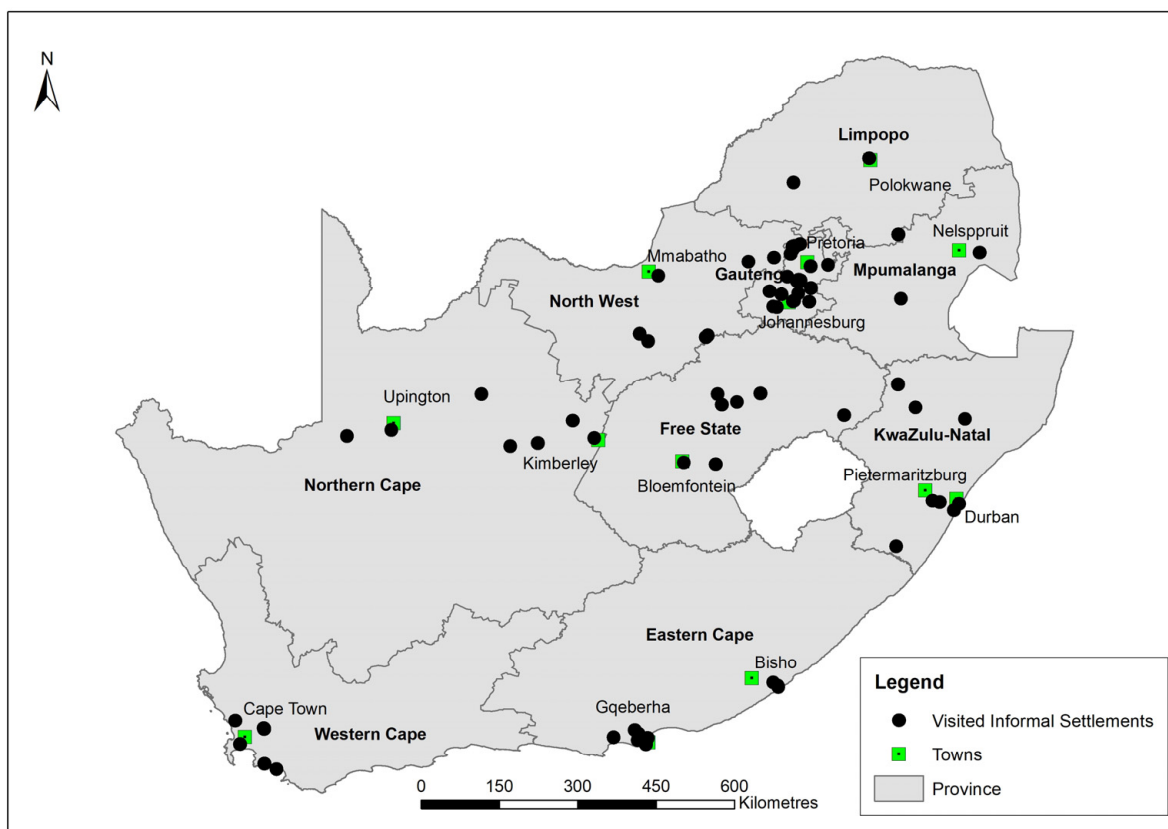 N
Limpopo
Polokwane
Nelsppruit
Pretoria
Mmabatho
Gauteng
Mpumalanga
North West
Johannesburg
Upington
Free State
KwaZulu-Natal
Kimberley
Pietermaritzburg
Northern Cape
Bloemfontein
Durban
Eastern Cape
Bisho
Gqeberha
Cape Town
Western Cape
Legend
Visited Informal Settlements
Towns
Province
0 150 300 450 600
Kilometres